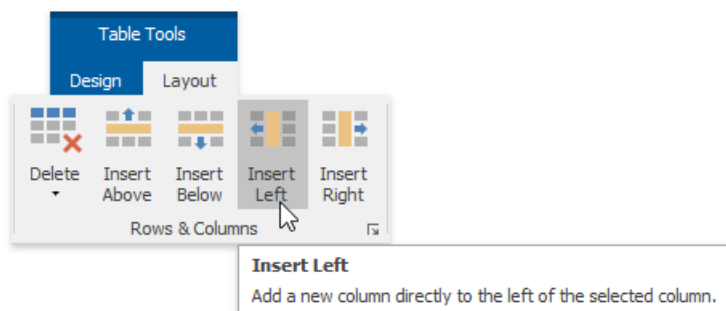 Table Tools
Design Layout
Delete Insert Insert Insert Insert
Above Below Left Right
Rows & Columns
Insert Left
Add a new column directly to the left of the selected column.